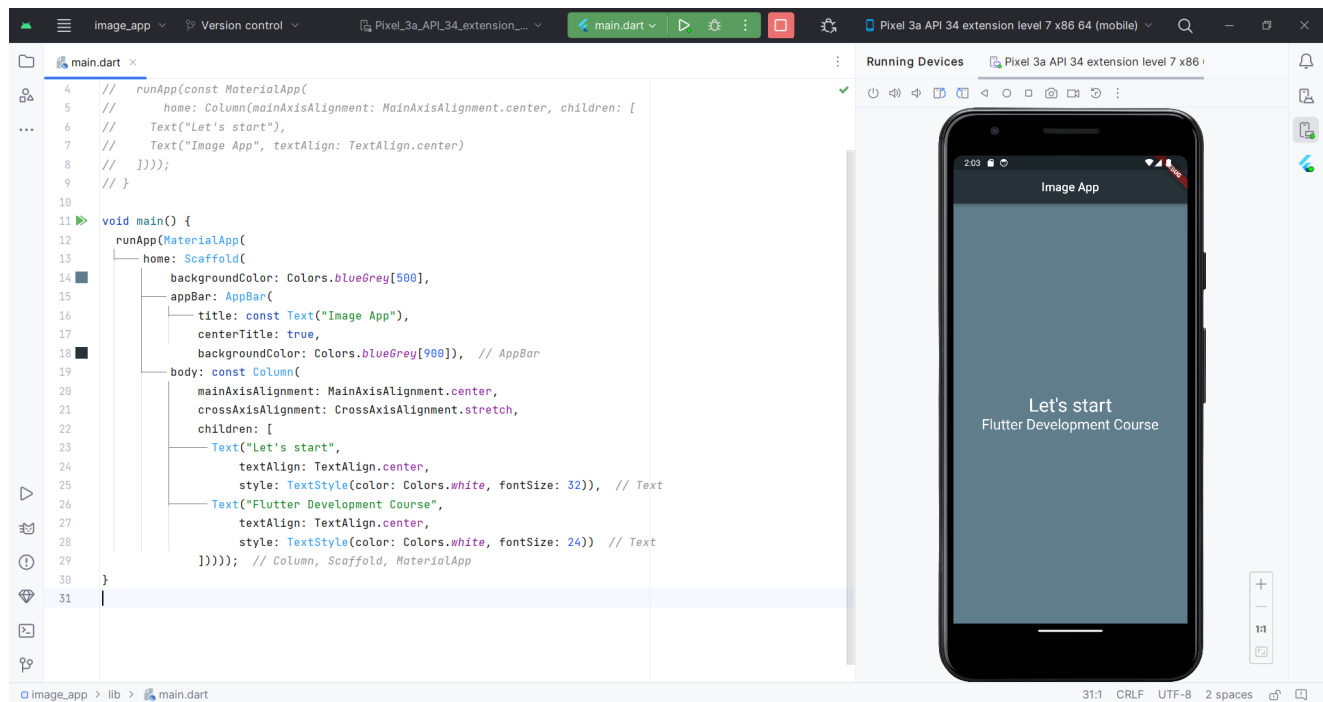 image_app
Version control
Pixel_3a_API_34_extension_...
main.dart
Pixel 3a API 34 extension level 7 x86 64 (mobile)
main.dart
Running Devices
Pixel 3a API 34 extension level 7 x86
4 //   runApp(const MaterialApp(
5 //       home: Column(mainAxisAlignment: MainAxisAlignment.center, children: [
6 //     Text("Let's start"),
7 //     Text("Image App", textAlign: TextAlign.center)
8 //   ])));
9 // }
10
11 void main() {
12   runApp(MaterialApp(
13       home: Scaffold(
14           backgroundColor: Colors.blueGrey[500],
15           appBar: AppBar(
16               title: const Text("Image App"),
17               centerTitle: true,
18               backgroundColor: Colors.blueGrey[900]),  // AppBar
19           body: const Column(
20               mainAxisAlignment: MainAxisAlignment.center,
21               crossAxisAlignment: CrossAxisAlignment.stretch,
22               children: [
23                 Text("Let's start",
24                     textAlign: TextAlign.center,
25                     style: TextStyle(color: Colors.white, fontSize: 32)),  // Text
26                 Text("Flutter Development Course",
27                     textAlign: TextAlign.center,
28                     style: TextStyle(color: Colors.white, fontSize: 24))  // Text
29               ]))));  // Column, Scaffold, MaterialApp
30 }
31
2:03
DEBUG
Image App
Let's start
Flutter Development Course
1:1
image_app > lib > main.dart
31:1 CRLF UTF-8 2 spaces